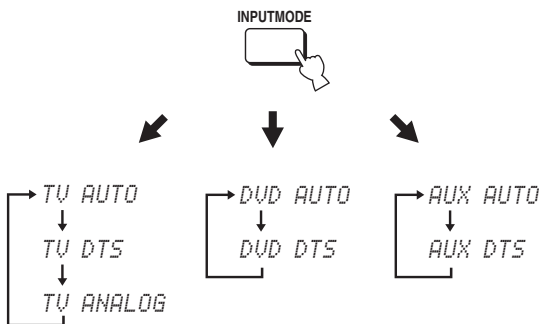 INPUTMODE
TV AUTO
TV DTS
TV ANALOG
DVD AUTO
DVD DTS
AUX AUTO
AUX DTS